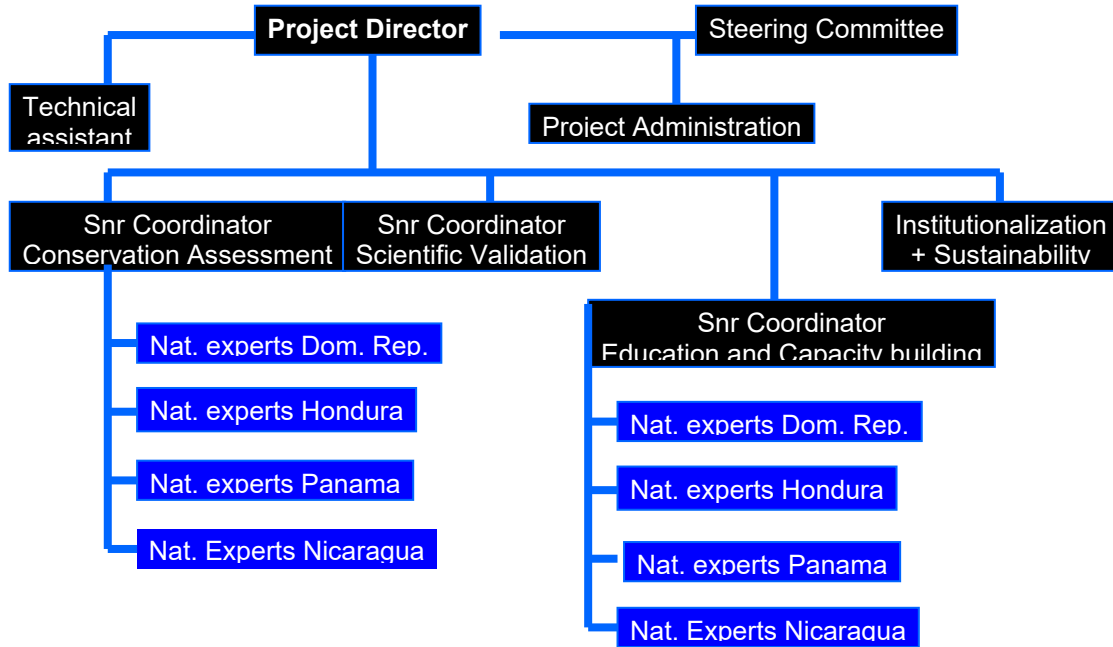 Project Director
Steering Committee
Technical
assistant
Project Administration
Snr Coordinator
Conservation Assessment
Snr Coordinator
Scientific Validation
Institutionalization
+ Sustainability
Snr Coordinator
Education and Capacity building
Nat. experts Dom. Rep.
Nat. experts Hondura
Nat. experts Panama
Nat. Experts Nicaragua
Nat. experts Dom. Rep.
Nat. experts Hondura
Nat. experts Panama
Nat. Experts Nicaragua